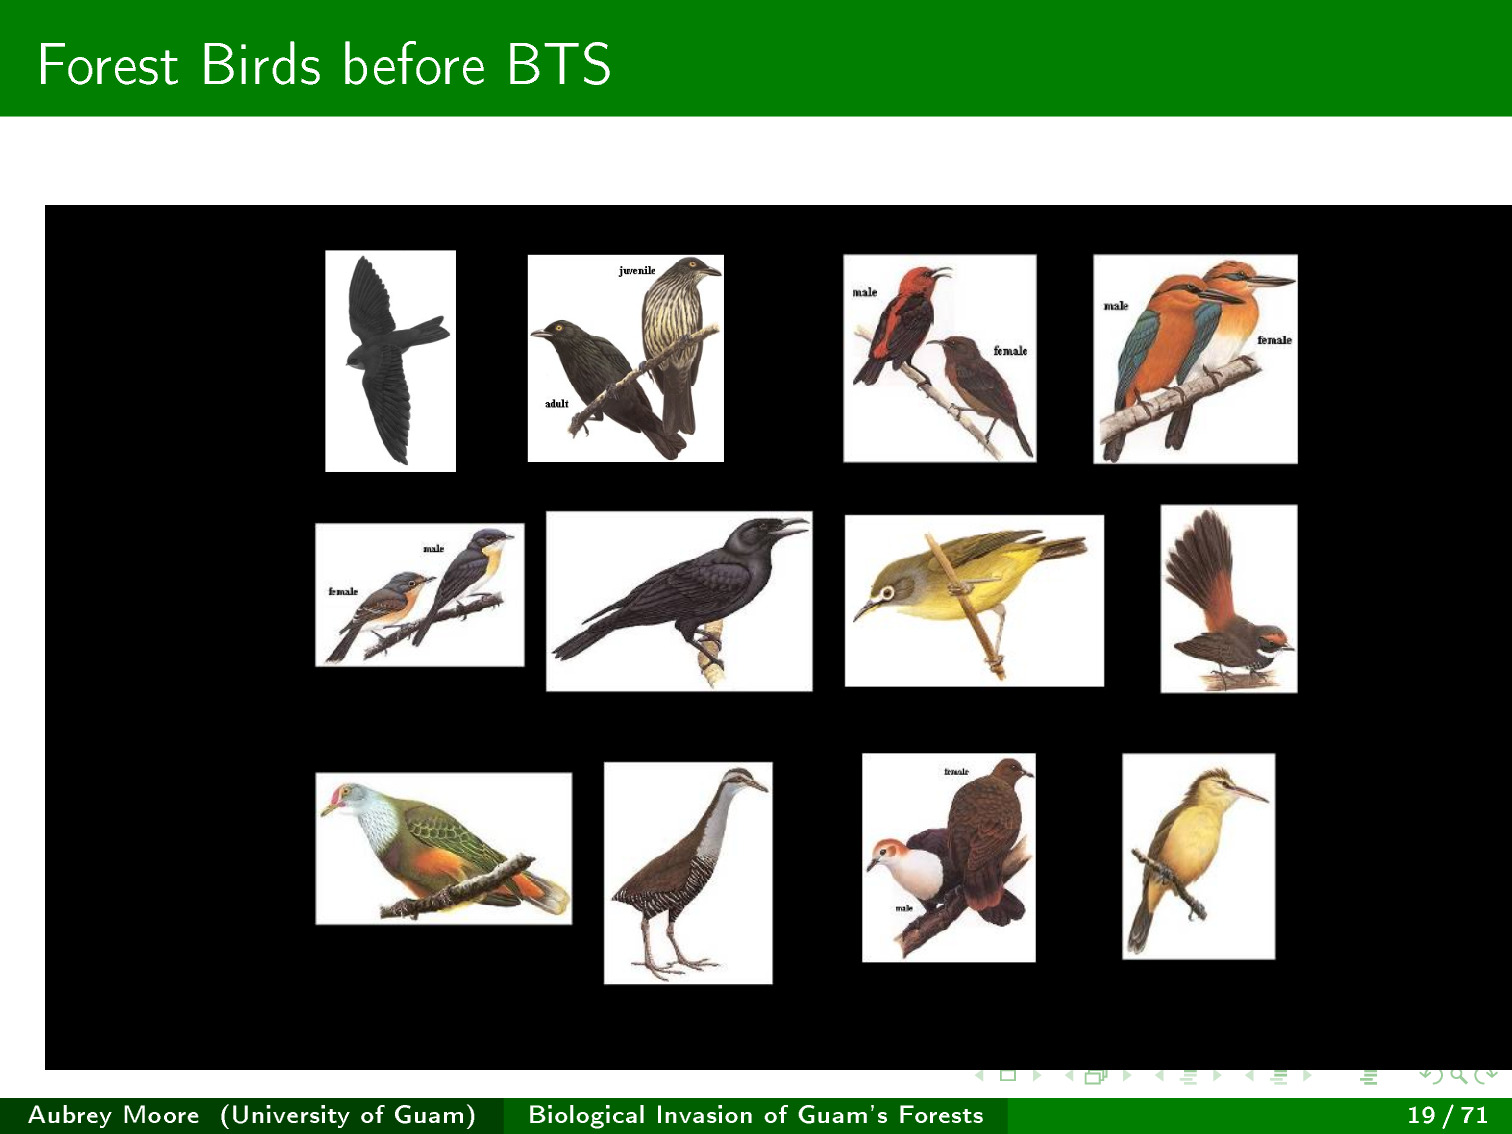 Forest Birds before BTS
juvenile
adult
male
female
male
female
male
female
female
male
Aubrey Moore (University of Guam)
Biological Invasion of Guam's Forests
19 / 71